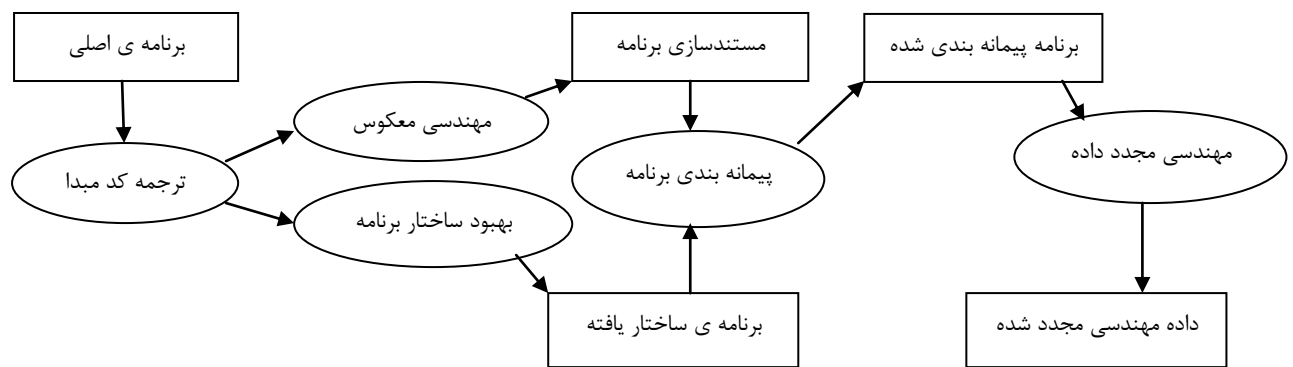 برنامه ی اصلی
ترجمه کد مبدا
مهندسی معکوس
بهبود ساختار برنامه
مستندسازی برنامه
پیمانه بندی برنامه
برنامه ی ساختار یافته
برنامه پیمانه بندی شده
مهندسی مجدد داده
داده مهندسی مجدد شده